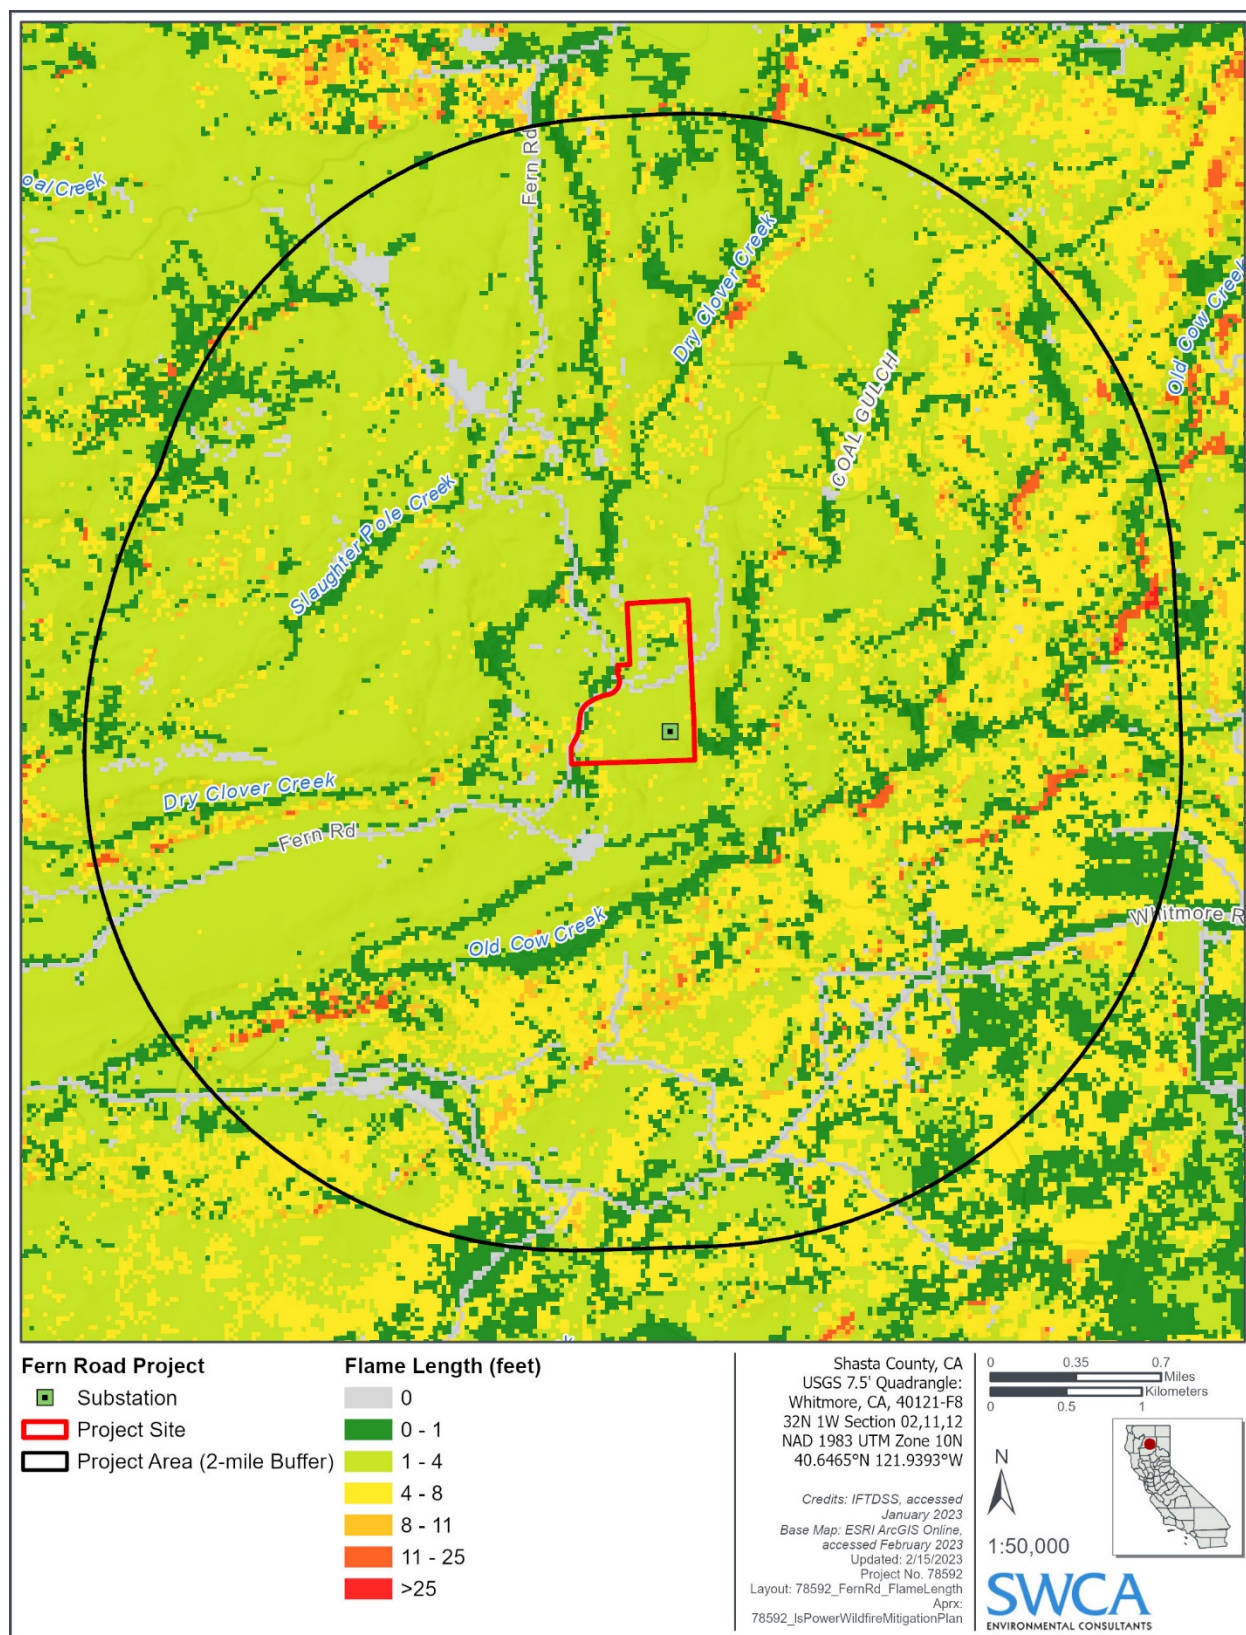 Fern Rd
oal Creek
Dry Clover Creek
Old Cow Creek
COAL GULCH
Slaughter Pole Creek
Dry Clover Creek
Fern Rd
Old Cow Creek
Whitmore R
Fern Road Project
Substation
Project Site
Project Area (2-mile Buffer)
Flame Length (feet)
0
0 - 1
1 - 4
4 - 8
8 - 11
11 - 25
>25
Shasta County, CA
USGS 7.5' Quadrangle:
Whitmore, CA, 40121-F8
32N 1W Section 02,11,12
NAD 1983 UTM Zone 10N
40.6465°N 121.9393°W
Credits: IFTDSS, accessed
January 2023
Base Map: ESRI ArcGIS Online,
accessed February 2023
Updated: 2/15/2023
Project No. 78592
Layout: 78592_FernRd_FlameLength
Aprx:
78592_IsPowerWildfireMitigationPlan
0 0.35 0.7
Miles
Kilometers
0 0.5 1
N
1:50,000
SWCA
ENVIRONMENTAL CONSULTANTS